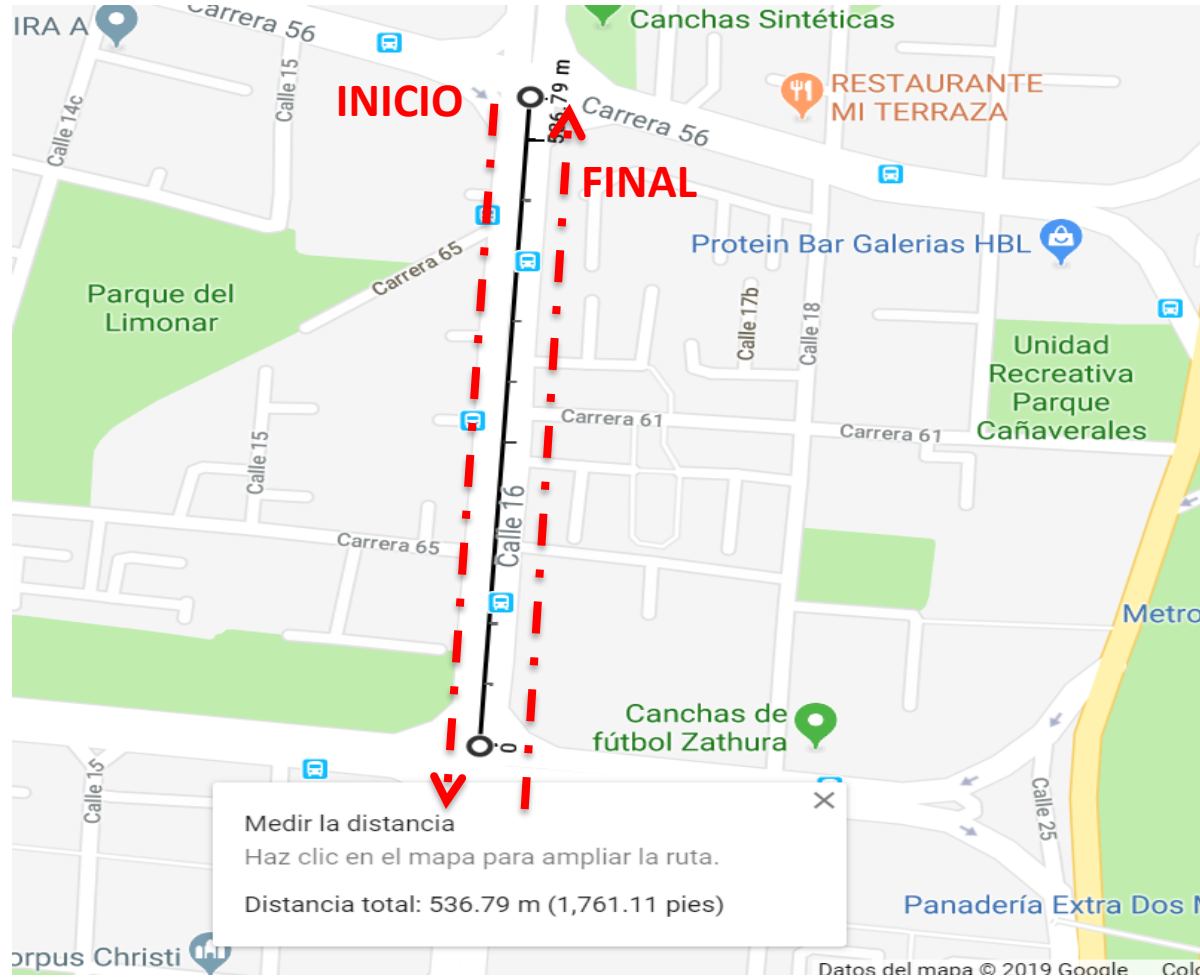 IRA A
Carrera 56
Canchas Sintéticas
Calle 15
Calle 14c
INICIO
536.79 m
Carrera 56
RESTAURANTE
MI TERRAZA
FINAL
Carrera 65
Protein Bar Galerias HBL
Parque del
Limonar
Calle 17b
Calle 18
Unidad
Recreativa
Parque
Cañaverales
Carrera 61
Carrera 61
Calle 15
Calle 16
Carrera 65
Metro
Canchas de
fútbol Zathura
0
Calle 15
Calle 25
Medir la distancia
Haz clic en el mapa para ampliar la ruta.
Distancia total: 536.79 m (1,761.11 pies)
Panadería Extra Dos
orpus Christi
Datos del mapa © 2019 Google
Colo